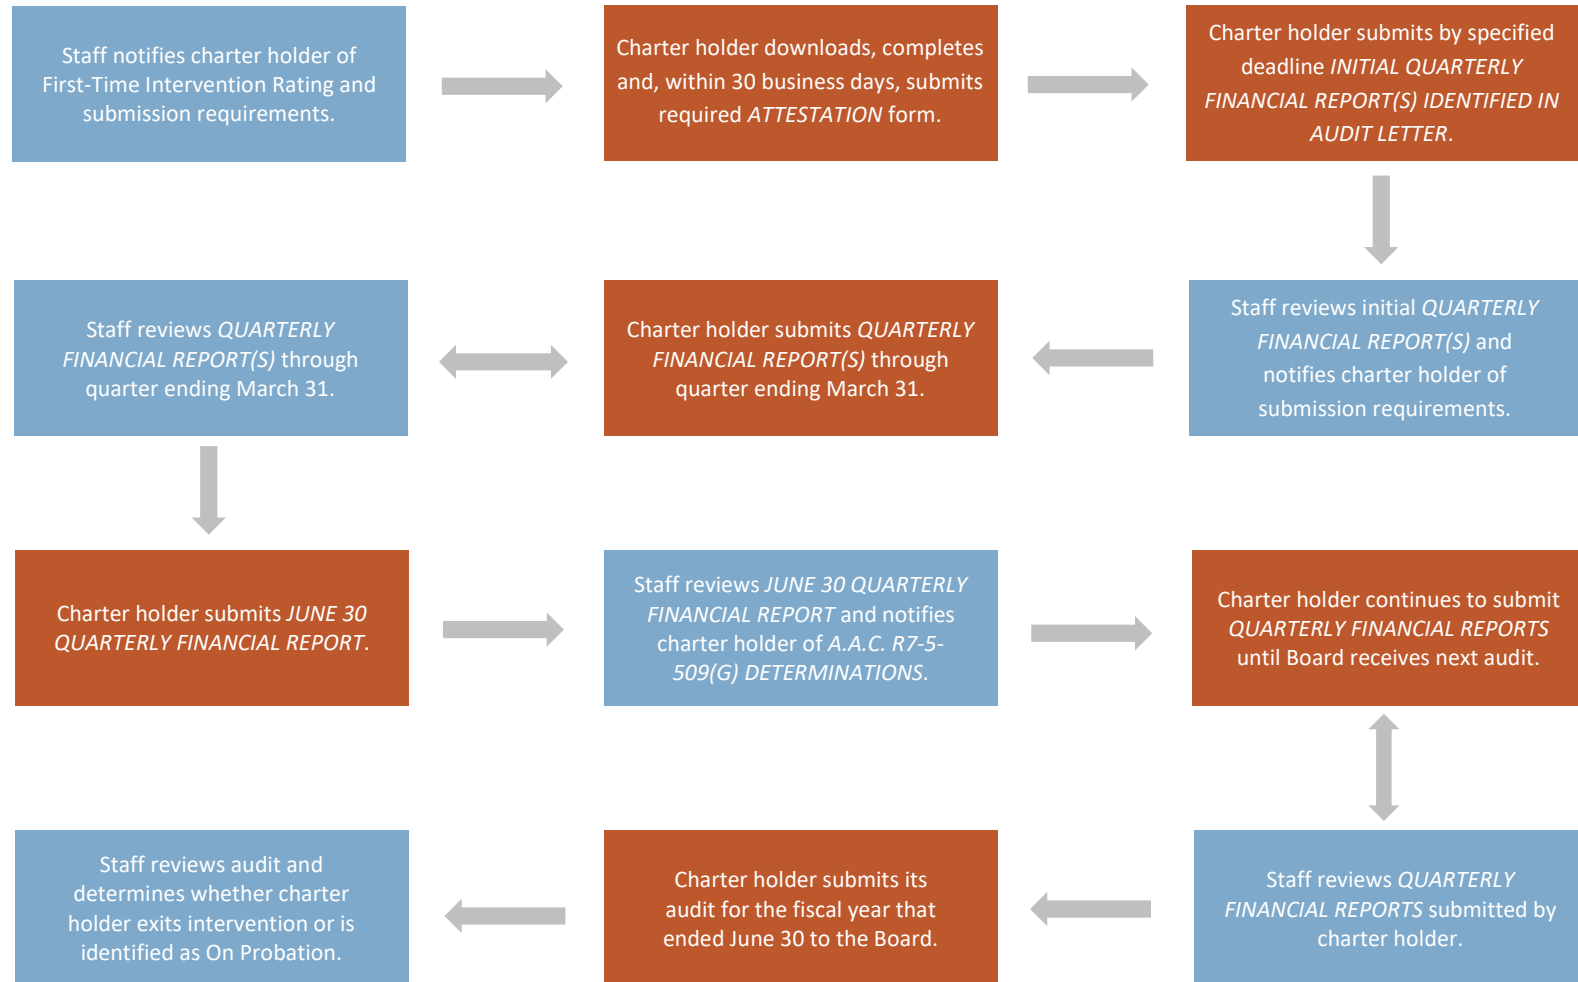 Staff notifies charter holder of
First-Time Intervention Rating and
submission requirements.
Charter holder downloads, completes
and, within 30 business days, submits
required ATTESTATION form.
Charter holder submits by specified
deadline INITIAL QUARTERLY
FINANCIAL REPORT(S) IDENTIFIED IN
AUDIT LETTER.
Staff reviews initial QUARTERLY
FINANCIAL REPORT(S) and
notifies charter holder of
submission requirements.
Charter holder submits QUARTERLY
FINANCIAL REPORT(S) through
quarter ending March 31.
Staff reviews QUARTERLY
FINANCIAL REPORT(S) through
quarter ending March 31.
Charter holder submits JUNE 30
QUARTERLY FINANCIAL REPORT.
Staff reviews JUNE 30 QUARTERLY
FINANCIAL REPORT and notifies
charter holder of A.A.C. R7-5-
509(G) DETERMINATIONS.
Charter holder continues to submit
QUARTERLY FINANCIAL REPORTS
until Board receives next audit.
Staff reviews QUARTERLY
FINANCIAL REPORTS submitted by
charter holder.
Charter holder submits its
audit for the fiscal year that
ended June 30 to the Board.
Staff reviews audit and
determines whether charter
holder exits intervention or is
identified as On Probation.